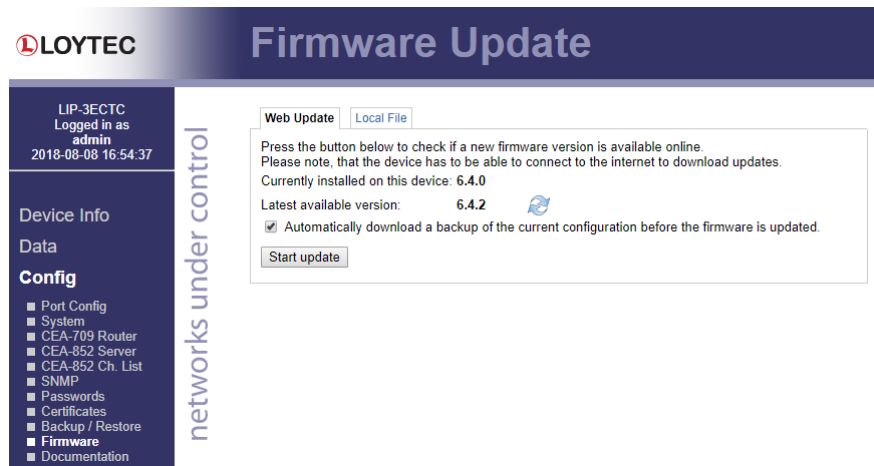 LOYTEC
Firmware Update
LIP-3ECTC
Logged in as
admin
2018-08-08 16:54:37
Device Info
Data
Config
Port Config
System
CEA-709 Router
CEA-852 Server
CEA-852 Ch. List
SNMP
Passwords
Certificates
Backup / Restore
Firmware
Documentation
networks under control
Web Update
Local File
Press the button below to check if a new firmware version is available online.
Please note, that the device has to be able to connect to the internet to download updates.
Currently installed on this device: 6.4.0
Latest available version: 6.4.2
Automatically download a backup of the current configuration before the firmware is updated.
Start update